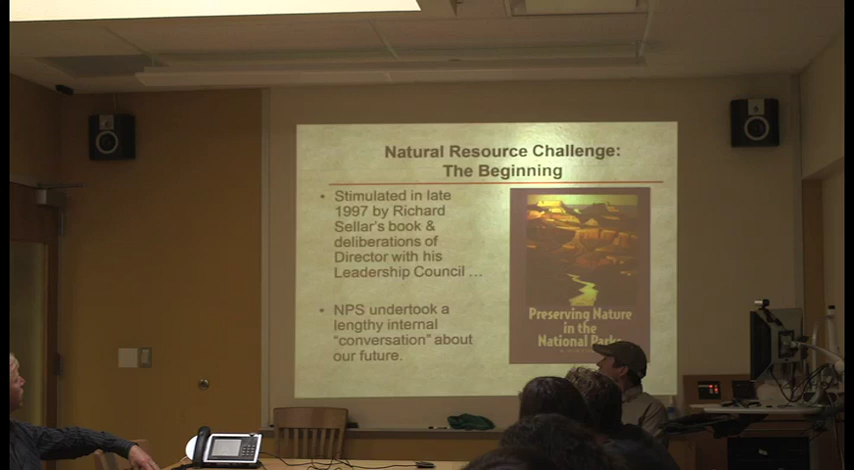 Natural Resource Challenge:
The Beginning
• Stimulated in late
1997 by Richard
Sellar's book &
deliberations of
Director with his
Leadership Council ...
• NPS undertook a
lengthy internal
"conversation" about
our future.
Preserving Nature
in the
National Parks